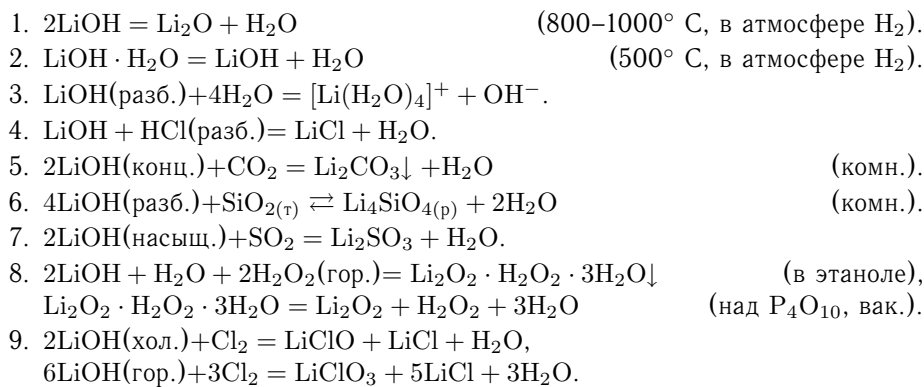 1. 2LiOH = Li₂O + H₂O (800–1000° С, в атмосфере H₂).
2. LiOH · H₂O = LiOH + H₂O (500° С, в атмосфере H₂).
3. LiOH(разб.)+4H₂O = [Li(H₂O)₄]⁺ + OH⁻.
4. LiOH + HCl(разб.)= LiCl + H₂O.
5. 2LiOH(конц.)+CO₂ = Li₂CO₃↓ +H₂O (комн.).
6. 4LiOH(разб.)+SiO₂₍ₜ₎ ⇄ Li₄SiO₄₍ₚ₎ + 2H₂O (комн.).
7. 2LiOH(насыщ.)+SO₂ = Li₂SO₃ + H₂O.
8. 2LiOH + H₂O + 2H₂O₂(гор.)= Li₂O₂ · H₂O₂ · 3H₂O↓ (в этаноле),
Li₂O₂ · H₂O₂ · 3H₂O = Li₂O₂ + H₂O₂ + 3H₂O (над P₄O₁₀, вак.).
9. 2LiOH(хол.)+Cl₂ = LiClO + LiCl + H₂O,
6LiOH(гор.)+3Cl₂ = LiClO₃ + 5LiCl + 3H₂O.